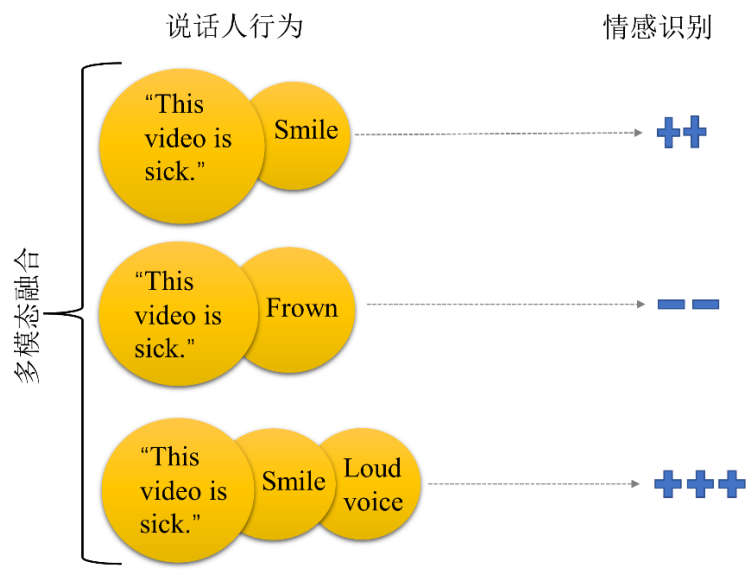 说话人行为
情感识别
多模态融合
“This
video is
sick.”
Smile
++
“This
video is
sick.”
Frown
--
“This
video is
sick.”
Smile
Loud
voice
+++